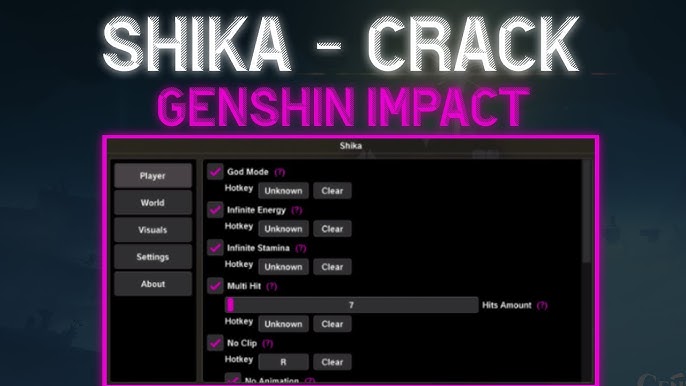 SHIKA - CRACK
GENSHIN IMPACT
Shika
Player
World
Visuals
Settings
About
God Mode (?)
Hotkey Unknown Clear
Infinite Energy (?)
Hotkey Unknown Clear
Infinite Stamina (?)
Hotkey Unknown Clear
Multi Hit (?)
7 Hits Amount (?)
Hotkey Unknown Clear
No Clip (?)
Hotkey R Clear
No Animation (?)